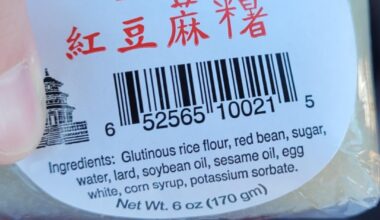 紅豆麻糬
6 52565 10021 5
Ingredients: Glutinous rice flour, red bean, sugar,
water, lard, soybean oil, sesame oil, egg
white, corn syrup, potassium sorbate.
Net Wt. 6 oz (170 gm)